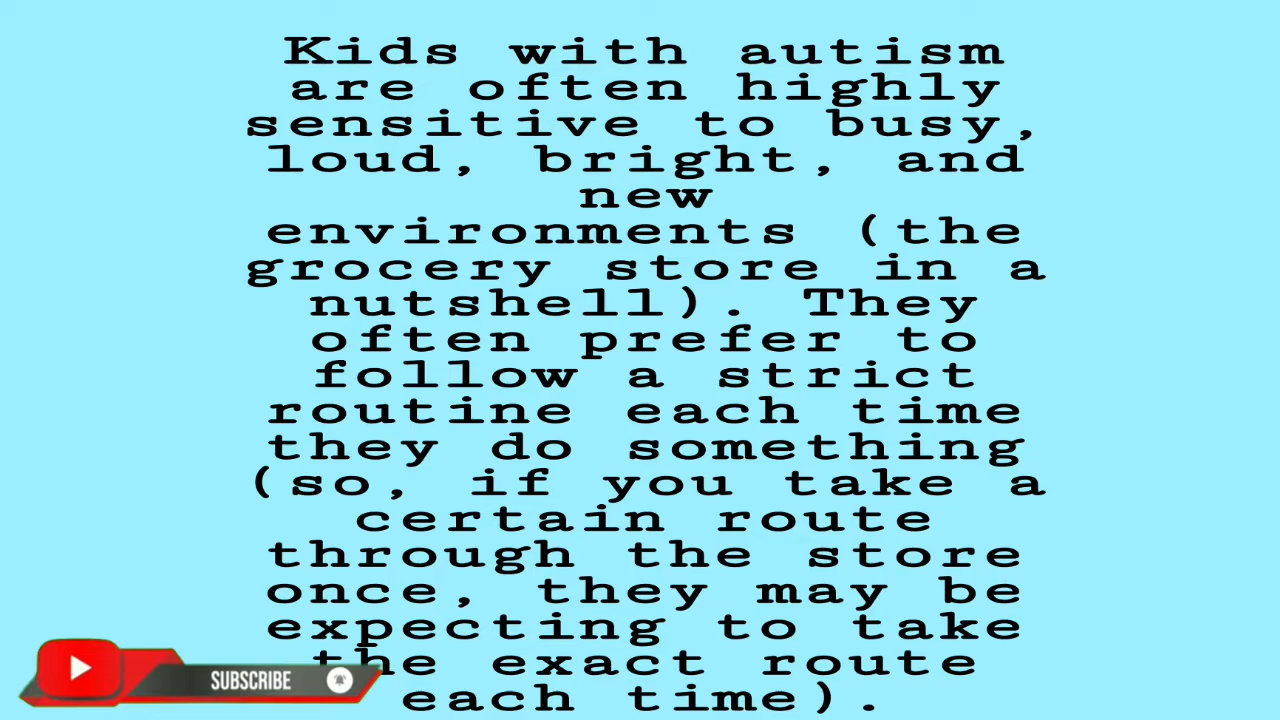 Kids with autism
are often highly
sensitive to busy,
loud, bright, and
new
environments (the
grocery store in a
nutshell). They
often prefer to
follow a strict
routine each time
they do something
(so, if you take a
certain route
through the store
once, they may be
expecting to take
the exact route
each time).
SUBSCRIBE